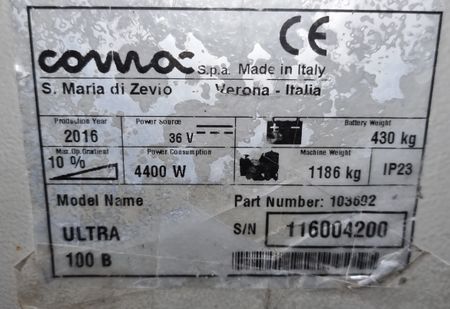 comac S.p.a. Made in Italy CE
S. Maria di Zevio Verona - Italia
Production Year Power Source Battery Weight
2016 36 V 430 kg
Max. Op. Gradient Power Consumption Machine Weight
10 % 4400 W 1186 kg IP23
Model Name Part Number: 103692
ULTRA S/N 116004200
100 B